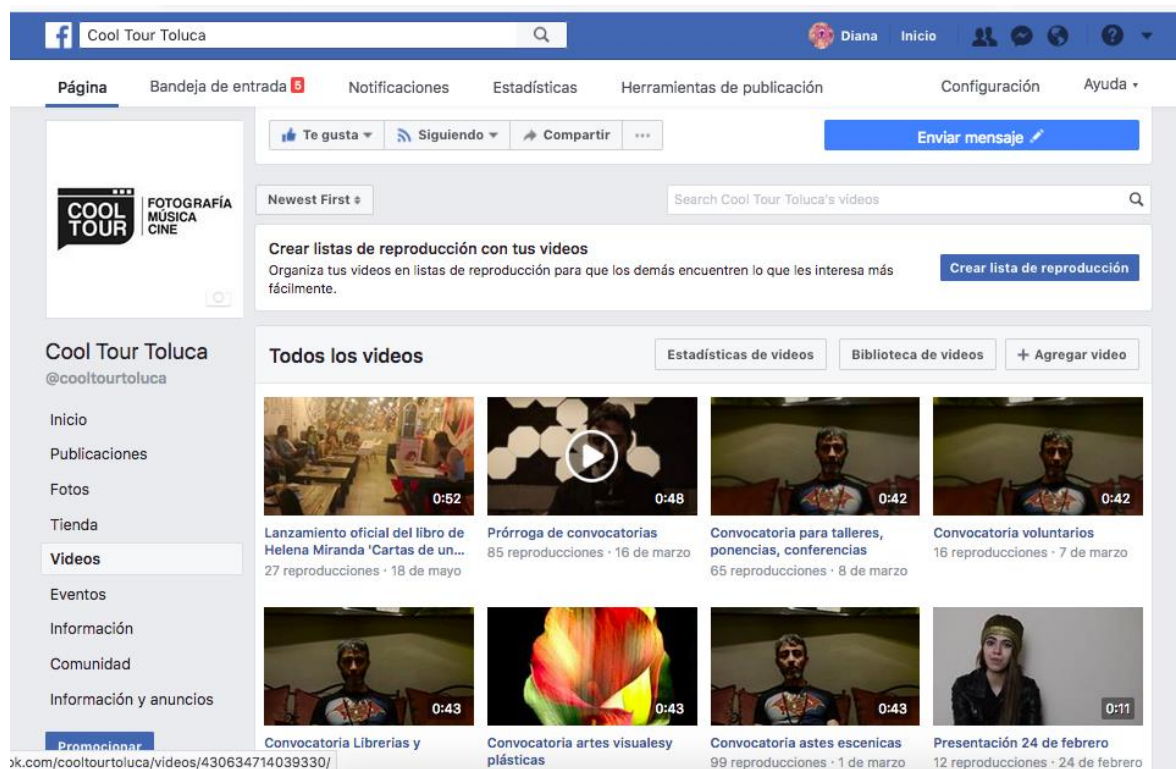 Cool Tour Toluca
Diana Inicio
Página Bandeja de entrada 5 Notificaciones Estadísticas Herramientas de publicación Configuración Ayuda
Te gusta Siguiendo Compartir ... Enviar mensaje
COOL TOUR
FOTOGRAFÍA
MÚSICA
CINE
Newest First
Search Cool Tour Toluca's videos
Crear listas de reproducción con tus videos
Organiza tus videos en listas de reproducción para que los demás encuentren lo que les interesa más
fácilmente.
Crear lista de reproducción
Cool Tour Toluca
@cooltourtoluca
Inicio
Publicaciones
Fotos
Tienda
Videos
Eventos
Información
Comunidad
Información y anuncios
Promocionar
Todos los videos
Estadísticas de videos Biblioteca de videos + Agregar video
0:52
Lanzamiento oficial del libro de
Helena Miranda 'Cartas de un...
27 reproducciones · 18 de mayo
0:48
Prórroga de convocatorias
85 reproducciones · 16 de marzo
0:42
Convocatoria para talleres,
ponencias, conferencias
65 reproducciones · 8 de marzo
0:42
Convocatoria voluntarios
16 reproducciones · 7 de marzo
0:43
Convocatoria Librerias y
0:43
Convocatoria artes visualesy
plásticas
0:43
Convocatoria astes escenicas
99 reproducciones · 1 de marzo
0:11
Presentación 24 de febrero
12 reproducciones · 24 de febrero
ok.com/cooltourtoluca/videos/430634714039330/